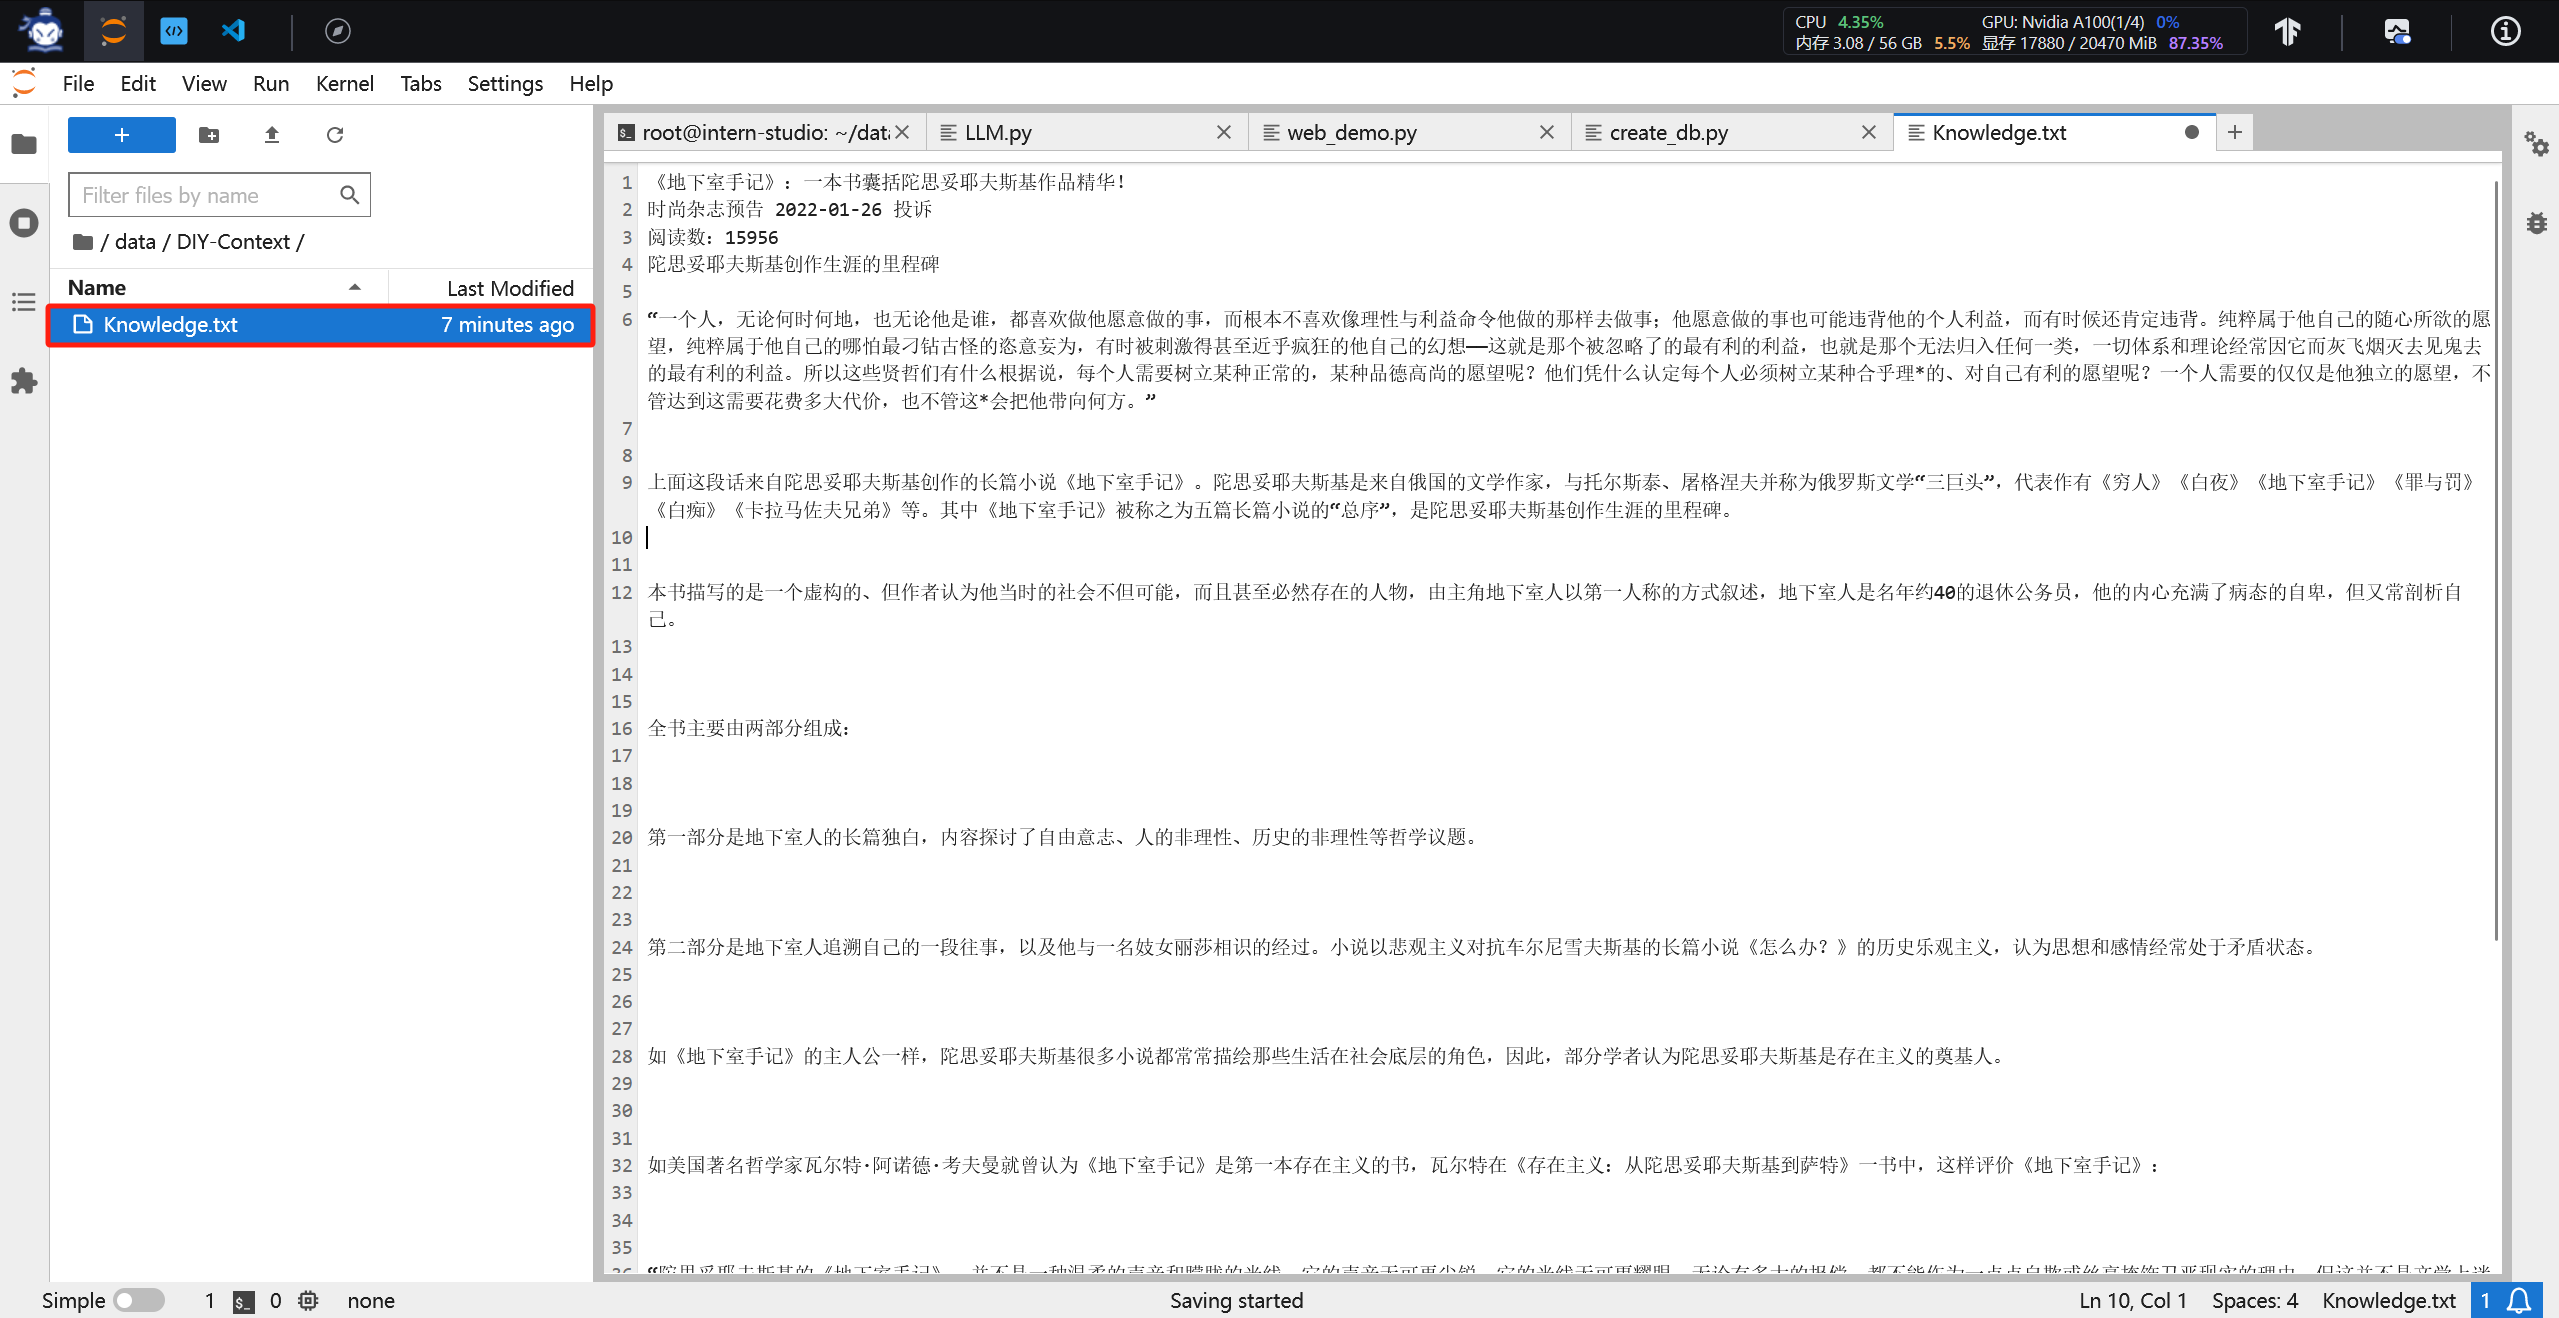 CPU 4.35% GPU: Nvidia A100(1/4) 0%
内存 3.08 / 56 GB 5.5% 显存 17880 / 20470 MiB 87.35%
File Edit View Run Kernel Tabs Settings Help
Filter files by name
/ data / DIY-Context /
Name Last Modified
Knowledge.txt 7 minutes ago
root@intern-studio: ~/data
LLM.py
web_demo.py
create_db.py
Knowledge.txt
1 《地下室手记》：一本书囊括陀思妥耶夫斯基作品精华！
2 时尚杂志预告 2022-01-26 投诉
3 阅读数：15956
4 陀思妥耶夫斯基创作生涯的里程碑
5
6 “一个人，无论何时何地，也无论他是谁，都喜欢做他愿意做的事，而根本不喜欢像理性与利益命令他做的那样去做事；他愿意做的事也可能违背他的个人利益，而有时候还肯定违背。纯粹属于他自己的随心所欲的愿
望，纯粹属于他自己的哪怕最刁钻古怪的恣意妄为，有时被刺激得甚至近乎疯狂的他自己的幻想——这就是那个被忽略了的最有利的利益，也就是那个无法归入任何一类，一切体系和理论经常因它而灰飞烟灭去见鬼去
的最有利的利益。所以这些贤哲们有什么根据说，每个人需要树立某种正常的，某种品德高尚的愿望呢？他们凭什么认定每个人必须树立某种合乎理*的、对自己有利的愿望呢？一个人需要的仅仅是他独立的愿望，不
管达到这需要花费多大代价，也不管这*会把他带向何方。”
7
8
9 上面这段话来自陀思妥耶夫斯基创作的长篇小说《地下室手记》。陀思妥耶夫斯基是来自俄国的文学作家，与托尔斯泰、屠格涅夫并称为俄罗斯文学“三巨头”，代表作有《穷人》《白夜》《地下室手记》《罪与罚》
《白痴》《卡拉马佐夫兄弟》等。其中《地下室手记》被称之为五篇长篇小说的“总序”，是陀思妥耶夫斯基创作生涯的里程碑。
10
11
12 本书描写的是一个虚构的、但作者认为他当时的社会不但可能，而且甚至必然存在的人物，由主角地下室人以第一人称的方式叙述，地下室人是名年约40的退休公务员，他的内心充满了病态的自卑，但又常剖析自
己。
13
14
15
16 全书主要由两部分组成：
17
18
19
20 第一部分是地下室人的长篇独白，内容探讨了自由意志、人的非理性、历史的非理性等哲学议题。
21
22
23
24 第二部分是地下室人追溯自己的一段往事，以及他与一名妓女丽莎相识的经过。小说以悲观主义对抗车尔尼雪夫斯基的长篇小说《怎么办？》的历史乐观主义，认为思想和感情经常处于矛盾状态。
25
26
27
28 如《地下室手记》的主人公一样，陀思妥耶夫斯基很多小说都常常描绘那些生活在社会底层的角色，因此，部分学者认为陀思妥耶夫斯基是存在主义的奠基人。
29
30
31
32 如美国著名哲学家瓦尔特·阿诺德·考夫曼就曾认为《地下室手记》是第一本存在主义的书，瓦尔特在《存在主义：从陀思妥耶夫斯基到萨特》一书中，这样评价《地下室手记》：
33
34
35
Simple 1 0 none Saving started Ln 10, Col 1 Spaces: 4 Knowledge.txt 1